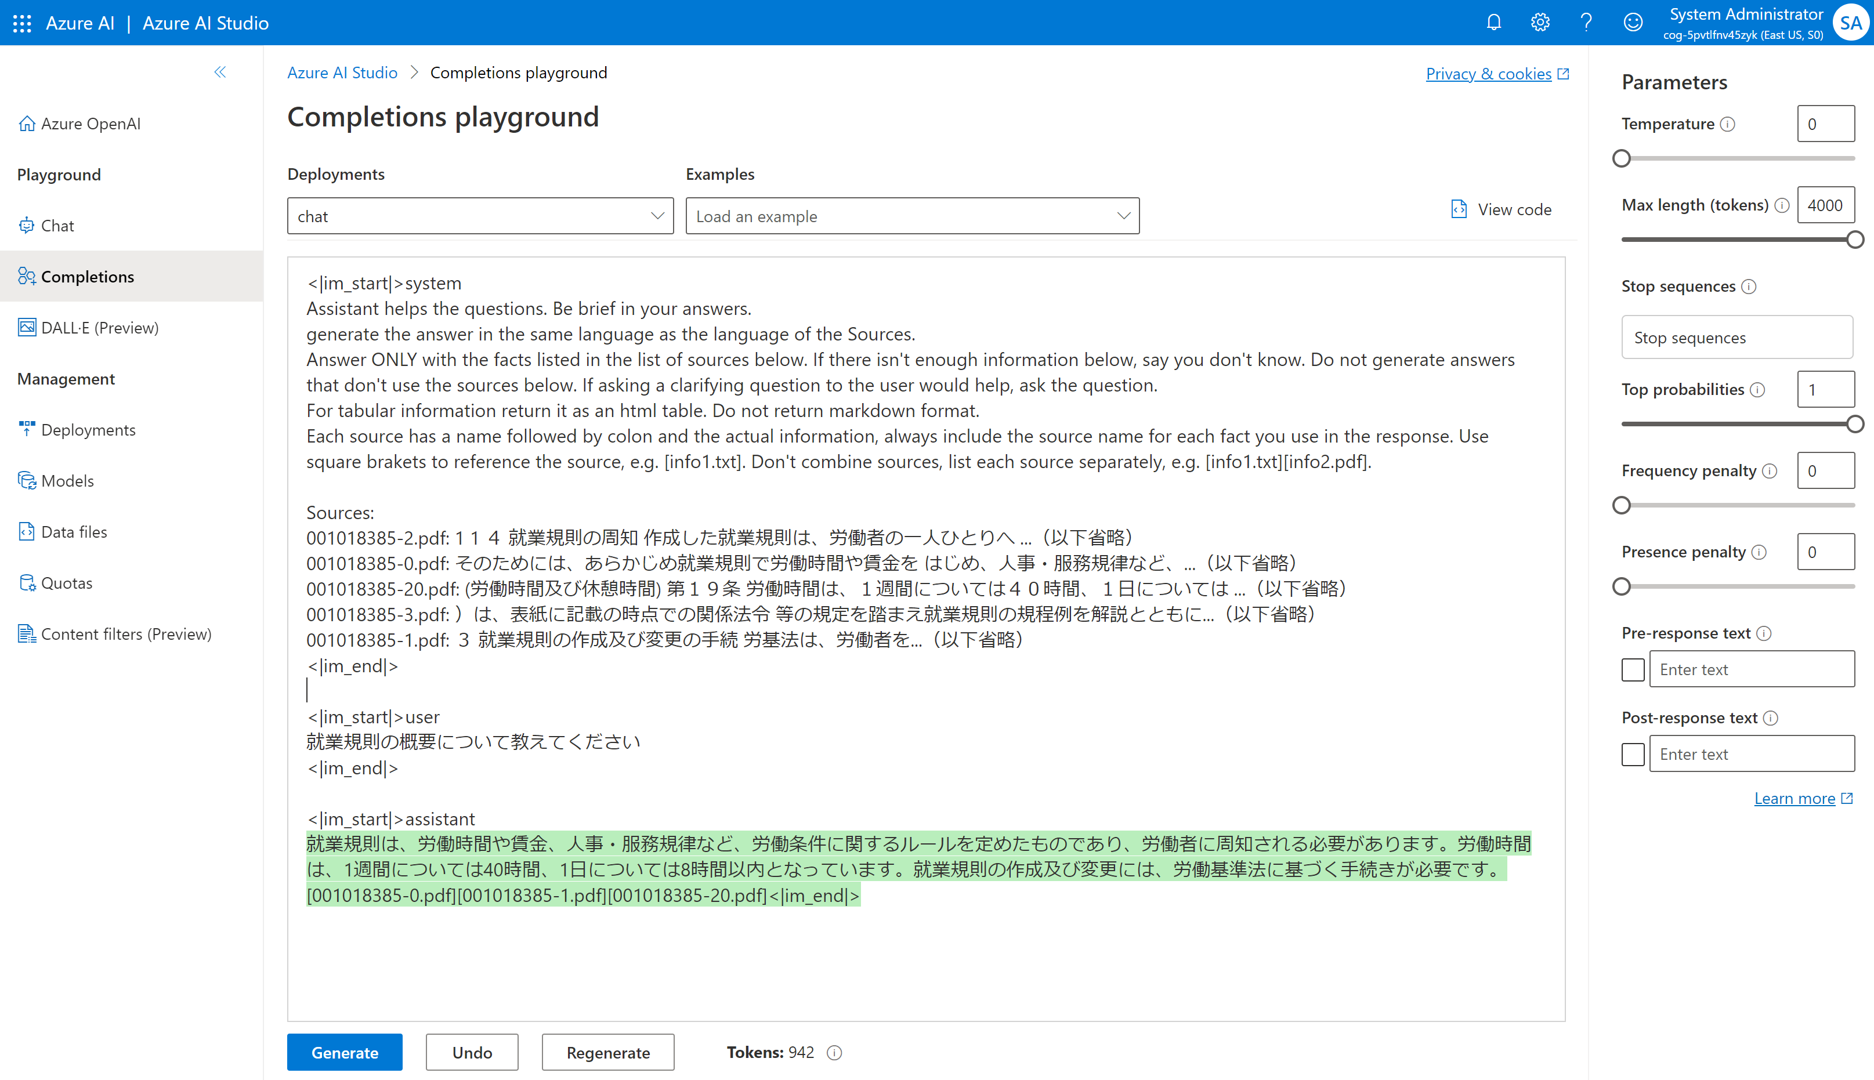 Azure AI | Azure AI Studio
System Administrator
cog-5pvtlfnv45zyk (East US, S0)
SA
Azure OpenAI
Playground
Chat
Completions
DALL·E (Preview)
Management
Deployments
Models
Data files
Quotas
Content filters (Preview)
Azure AI Studio > Completions playground
Privacy & cookies
Completions playground
Deployments
Examples
chat
Load an example
View code
<|im_start|>system
Assistant helps the questions. Be brief in your answers.
generate the answer in the same language as the language of the Sources.
Answer ONLY with the facts listed in the list of sources below. If there isn't enough information below, say you don't know. Do not generate answers
that don't use the sources below. If asking a clarifying question to the user would help, ask the question.
For tabular information return it as an html table. Do not return markdown format.
Each source has a name followed by colon and the actual information, always include the source name for each fact you use in the response. Use
square brakets to reference the source, e.g. [info1.txt]. Don't combine sources, list each source separately, e.g. [info1.txt][info2.pdf].
Sources:
001018385-2.pdf: 1 1 ４ 就業規則の周知 作成した就業規則は、労働者の一人ひとりへ ...（以下省略）
001018385-0.pdf: そのためには、あらかじめ就業規則で労働時間や賃金を はじめ、人事・服務規律など、...（以下省略）
001018385-20.pdf: (労働時間及び休憩時間) 第１９条 労働時間は、１週間については４０時間、１日については ...（以下省略）
001018385-3.pdf: ）は、表紙に記載の時点での関係法令 等の規定を踏まえ就業規則の規程例を解説とともに...（以下省略）
001018385-1.pdf: ３ 就業規則の作成及び変更の手続 労基法は、労働者を...（以下省略）
<|im_end|>
<|im_start|>user
就業規則の概要について教えてください
<|im_end|>
<|im_start|>assistant
就業規則は、労働時間や賃金、人事・服務規律など、労働条件に関するルールを定めたものであり、労働者に周知される必要があります。労働時間
は、1週間については40時間、1日については8時間以内となっています。就業規則の作成及び変更には、労働基準法に基づく手続きが必要です。
[001018385-0.pdf][001018385-1.pdf][001018385-20.pdf]<|im_end|>
Generate
Undo
Regenerate
Tokens: 942
Parameters
Temperature
0
Max length (tokens)
4000
Stop sequences
Stop sequences
Top probabilities
1
Frequency penalty
0
Presence penalty
0
Pre-response text
Enter text
Post-response text
Enter text
Learn more